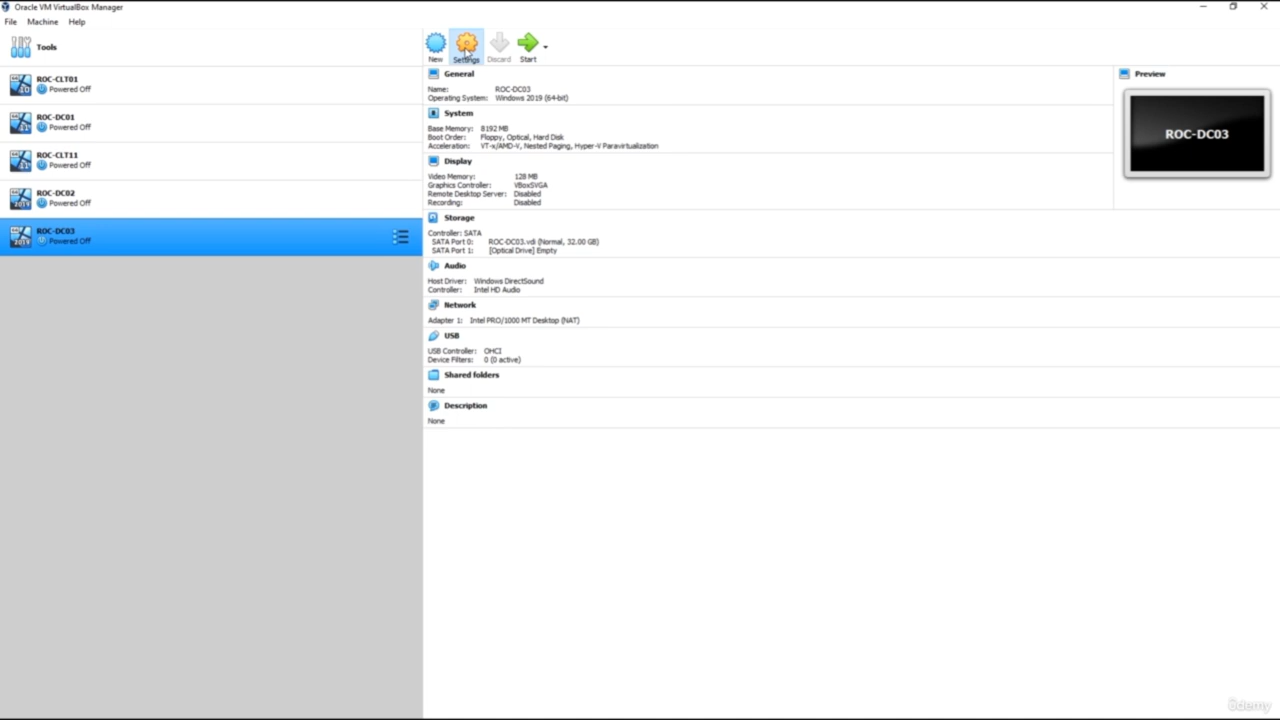 Oracle VM VirtualBox Manager
File Machine Help
Tools
New Settings Discard Start
ROC-CLT01
Powered Off
ROC-DC01
Powered Off
ROC-CLT11
Powered Off
ROC-DC02
Powered Off
ROC-DC03
Powered Off
General
Name: ROC-DC03
Operating System: Windows 2019 (64-bit)
System
Base Memory: 8192 MB
Boot Order: Floppy, Optical, Hard Disk
Acceleration: VT-x/AMD-V, Nested Paging, Hyper-V Paravirtualization
Display
Video Memory: 128 MB
Graphics Controller: VBoxSVGA
Remote Desktop Server: Disabled
Recording: Disabled
Storage
Controller: SATA
SATA Port 0: ROC-DC03.vdi (Normal, 32.00 GB)
SATA Port 1: [Optical Drive] Empty
Audio
Host Driver: Windows DirectSound
Controller: Intel HD Audio
Network
Adapter 1: Intel PRO/1000 MT Desktop (NAT)
USB
USB Controller: OHCI
Device Filters: 0 (0 active)
Shared folders
None
Description
None
Preview
ROC-DC03
ûdemy